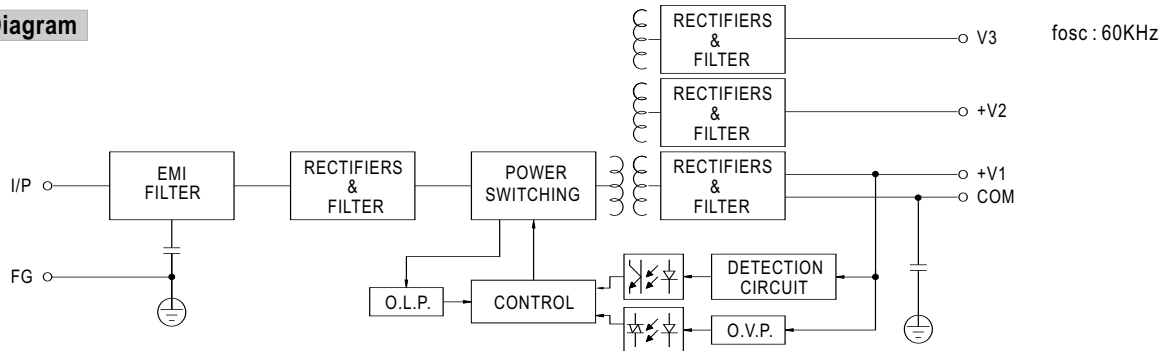 Diagram
RECTIFIERS
&
FILTER
V3
fosc : 60KHz
RECTIFIERS
&
FILTER
+V2
I/P
EMI
FILTER
RECTIFIERS
&
FILTER
POWER
SWITCHING
RECTIFIERS
&
FILTER
+V1
COM
FG
O.L.P.
CONTROL
DETECTION
CIRCUIT
O.V.P.